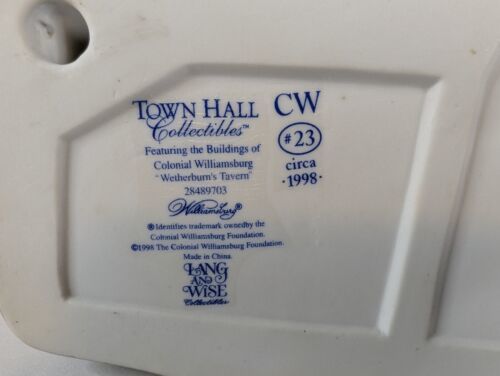 TOWN HALL
Collectibles™
Featuring the Buildings of
Colonial Williamsburg
"Wetherburn's Tavern"
28489703
Williamsburg®
® Identifies trademark owned by the
Colonial Williamsburg Foundation.
©1998 The Colonial Williamsburg Foundation.
Made in China.
LANG
AND
WISE
Collectibles
CW
#23
circa
·1998·